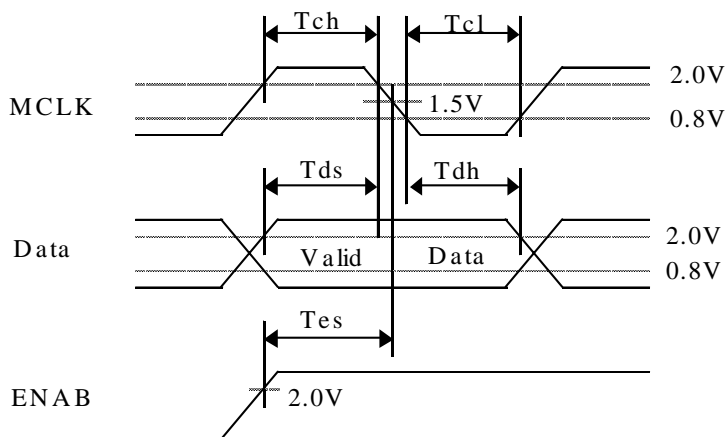 Tch Tcl
2.0V
MCLK 1.5V
0.8V
Tds Tdh
2.0V
Data Valid Data
0.8V
Tes
ENAB 2.0V